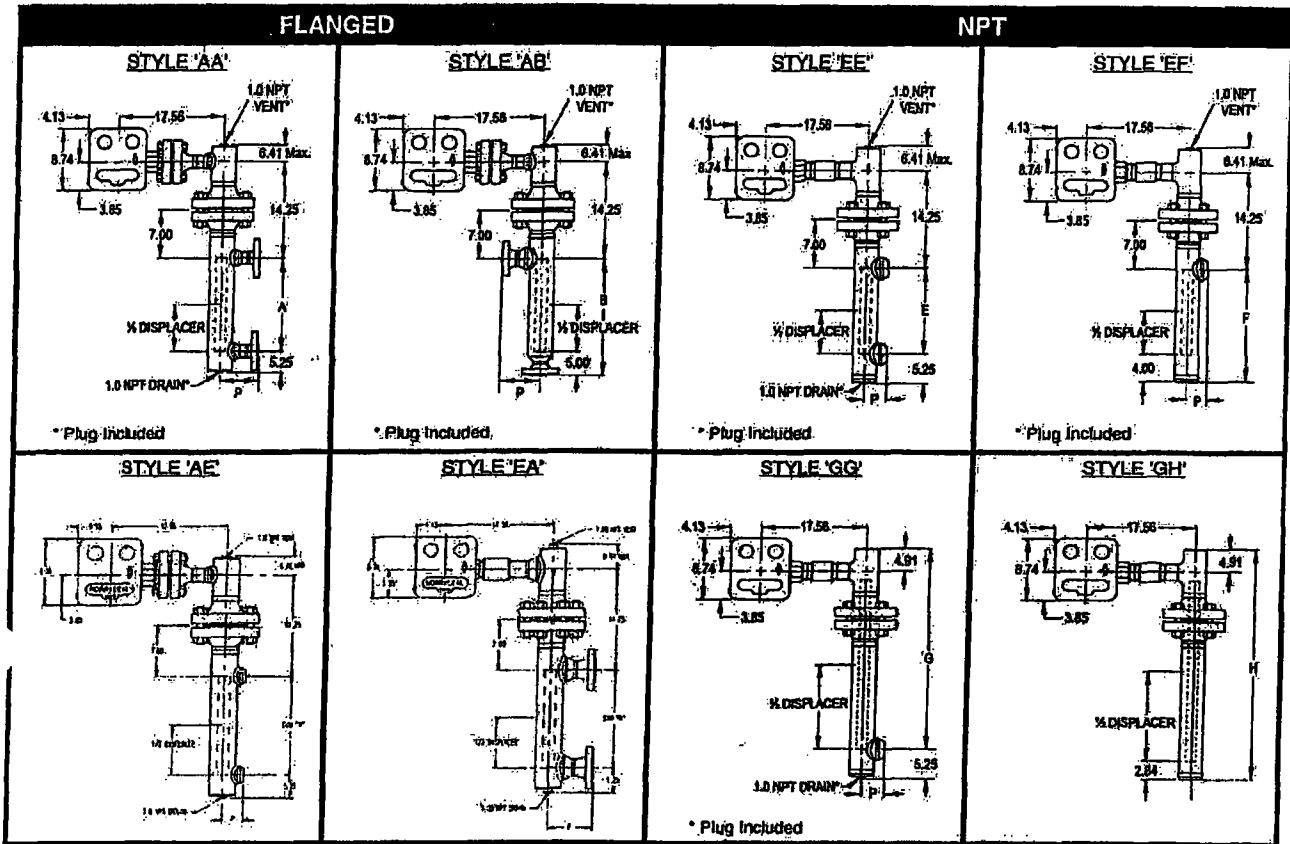 FLANGED
NPT
STYLE 'AA'
1.0 NPT
VENT*
4.13
17.56
8.74
6.41 Max.
3.85
14.25
7.00
A
½ DISPLACER
5.25
1.0 NPT DRAIN*
P
* Plug Included
STYLE 'AB'
1.0 NPT
VENT*
4.13
17.56
8.74
6.41 Max
3.85
14.25
7.00
B
½ DISPLACER
5.00
P
* Plug Included
STYLE 'EE'
1.0 NPT
VENT*
4.13
17.56
8.74
6.41 Max.
3.85
14.25
7.00
E
½ DISPLACER
5.25
1.0 NPT DRAIN*
P
* Plug Included
STYLE 'EF'
1.0 NPT
VENT*
4.13
17.56
8.74
6.41 Max.
3.85
14.25
7.00
F
½ DISPLACER
4.00
P
* Plug Included
STYLE 'AE'
STYLE 'EA'
STYLE 'GG'
4.13
17.56
8.74
4.91
3.85
G
½ DISPLACER
5.25
1.0 NPT DRAIN*
P
* Plug Included
STYLE 'GH'
4.13
17.56
8.74
4.91
3.85
H
½ DISPLACER
2.84